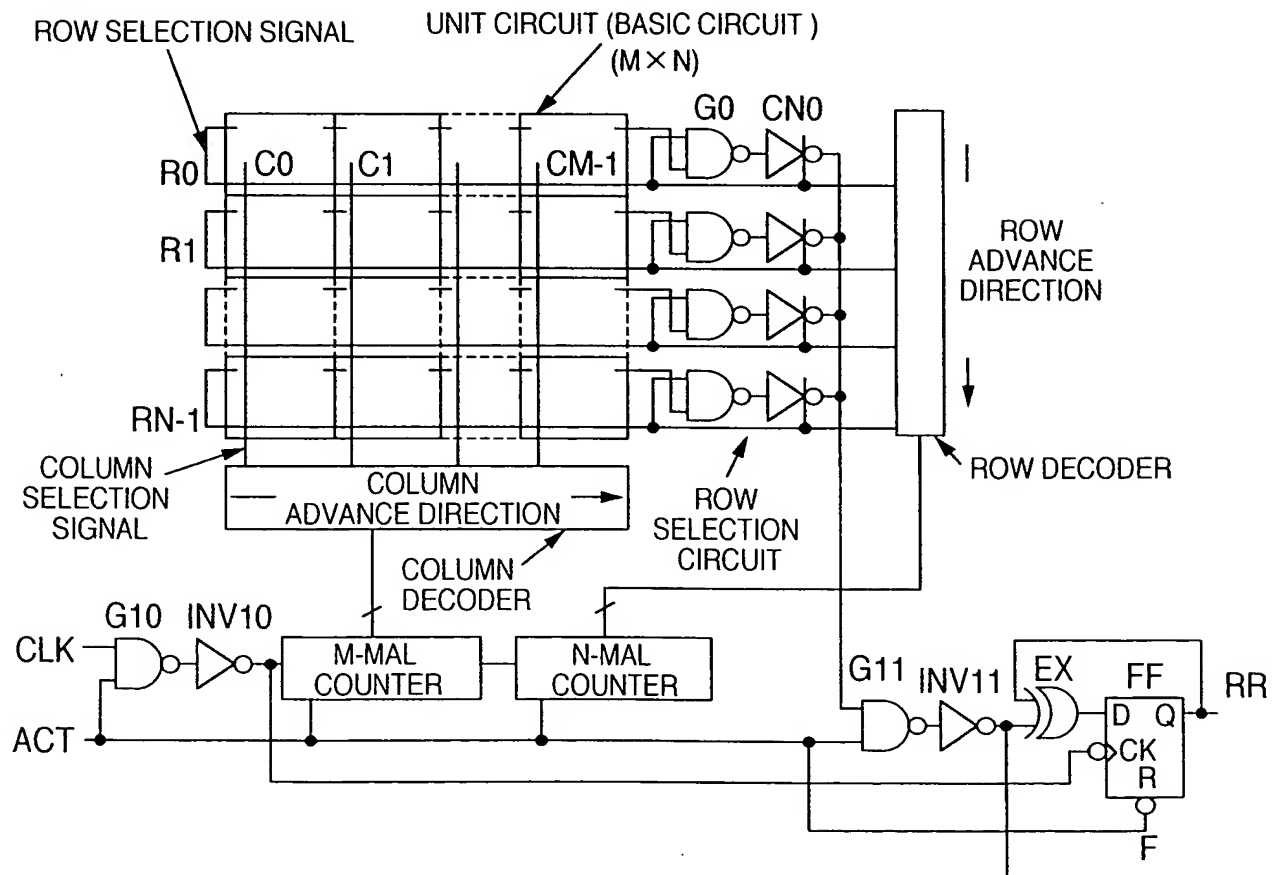 ROW SELECTION SIGNAL
UNIT CIRCUIT (BASIC CIRCUIT )
(M×N)
G0
CN0
R0
C0
C1
CM-1
R1
RN-1
ROW
ADVANCE
DIRECTION
COLUMN
SELECTION
SIGNAL
COLUMN
ADVANCE DIRECTION
ROW
SELECTION
CIRCUIT
ROW DECODER
COLUMN
DECODER
G10
INV10
CLK
M-MAL
COUNTER
N-MAL
COUNTER
G11
INV11
EX
FF
RR
D
Q
CK
R
ACT
F